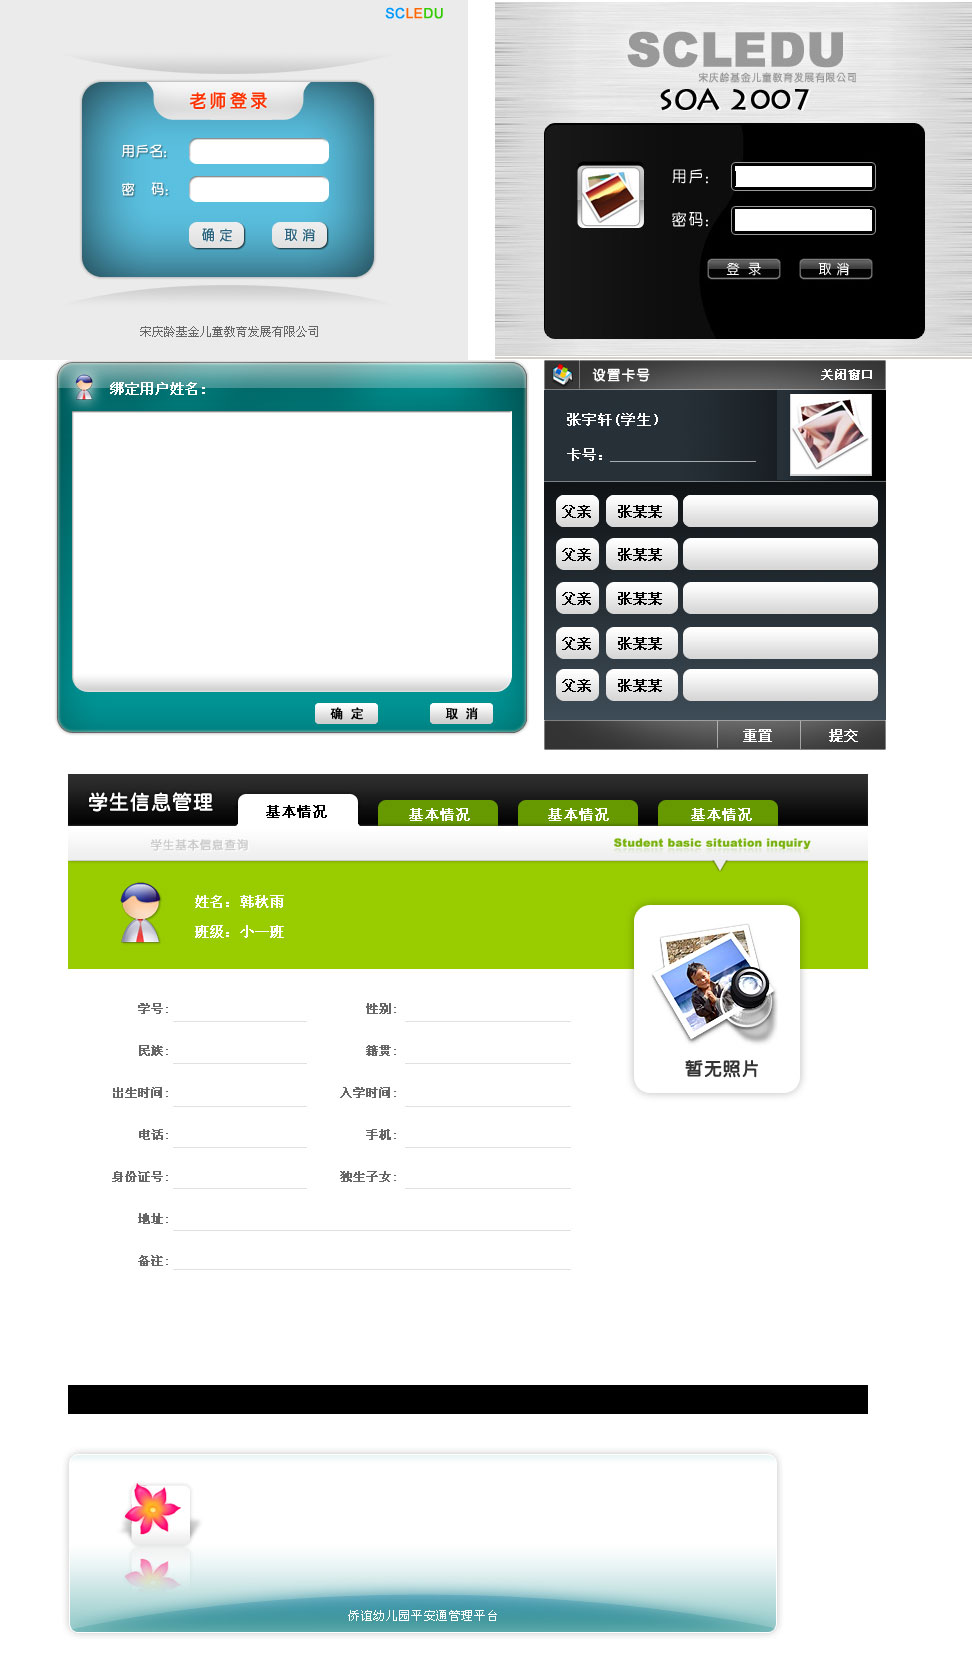 SCLEDU
老师登录
用戶名:
密 码:
确 定 取 消
宋庆龄基金儿童教育发展有限公司
SCLEDU
宋庆龄基金儿童教育发展有限公司
SOA 2007
用戶:
密码:
登 录 取 消
绑定用户姓名:
确 定 取 消
设置卡号 关闭窗口
张宇轩(学生)
卡号:
父亲 张某某
父亲 张某某
父亲 张某某
父亲 张某某
父亲 张某某
重置 提交
学生信息管理 基本情况 基本情况 基本情况 基本情况
学生基本信息查询 Student basic situation inquiry
姓名: 韩秋雨
班级: 小一班
学号: 性别:
民族: 籍贯:
出生时间: 入学时间:
电话: 手机:
身份证号: 独生子女:
地址:
备注:
暂无照片
侨谊幼儿园平安通管理平台